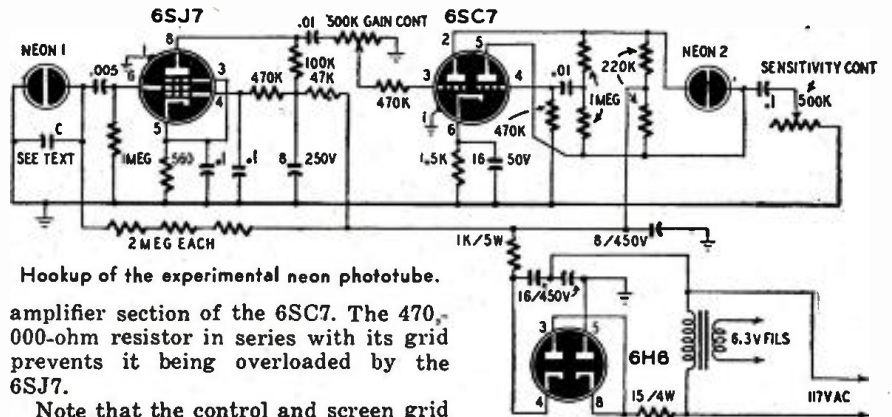 6SJ7
6SC7
8
.01
500K GAIN CONT
2
5
NEON 1
.005
1
6
3
4
5
100K
47K
470K
470K
3
4
1
6
.01
470K
1MEG
220K
NEON 2
SENSITIVITY CONT
.1
500K
C
SEE TEXT
1MEG
560
.1
.1
8
250V
1.5K
16
50V
2 MEG EACH
1K/5W
8/450V
Hookup of the experimental neon phototube.
16/450V
3
5
4
8
6H6
6.3V FILS
15/4W
117VAC
amplifier section of the 6SC7. The 470,-
000-ohm resistor in series with its grid
prevents it being overloaded by the
6SJ7.
Note that the control and screen grid